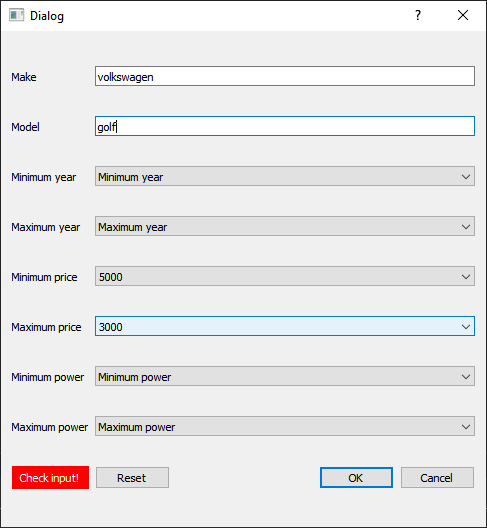 Dialog
Make volkswagen
Model golf
Minimum year Minimum year
Maximum year Maximum year
Minimum price 5000
Maximum price 3000
Minimum power Minimum power
Maximum power Maximum power
Check input! Reset OK Cancel